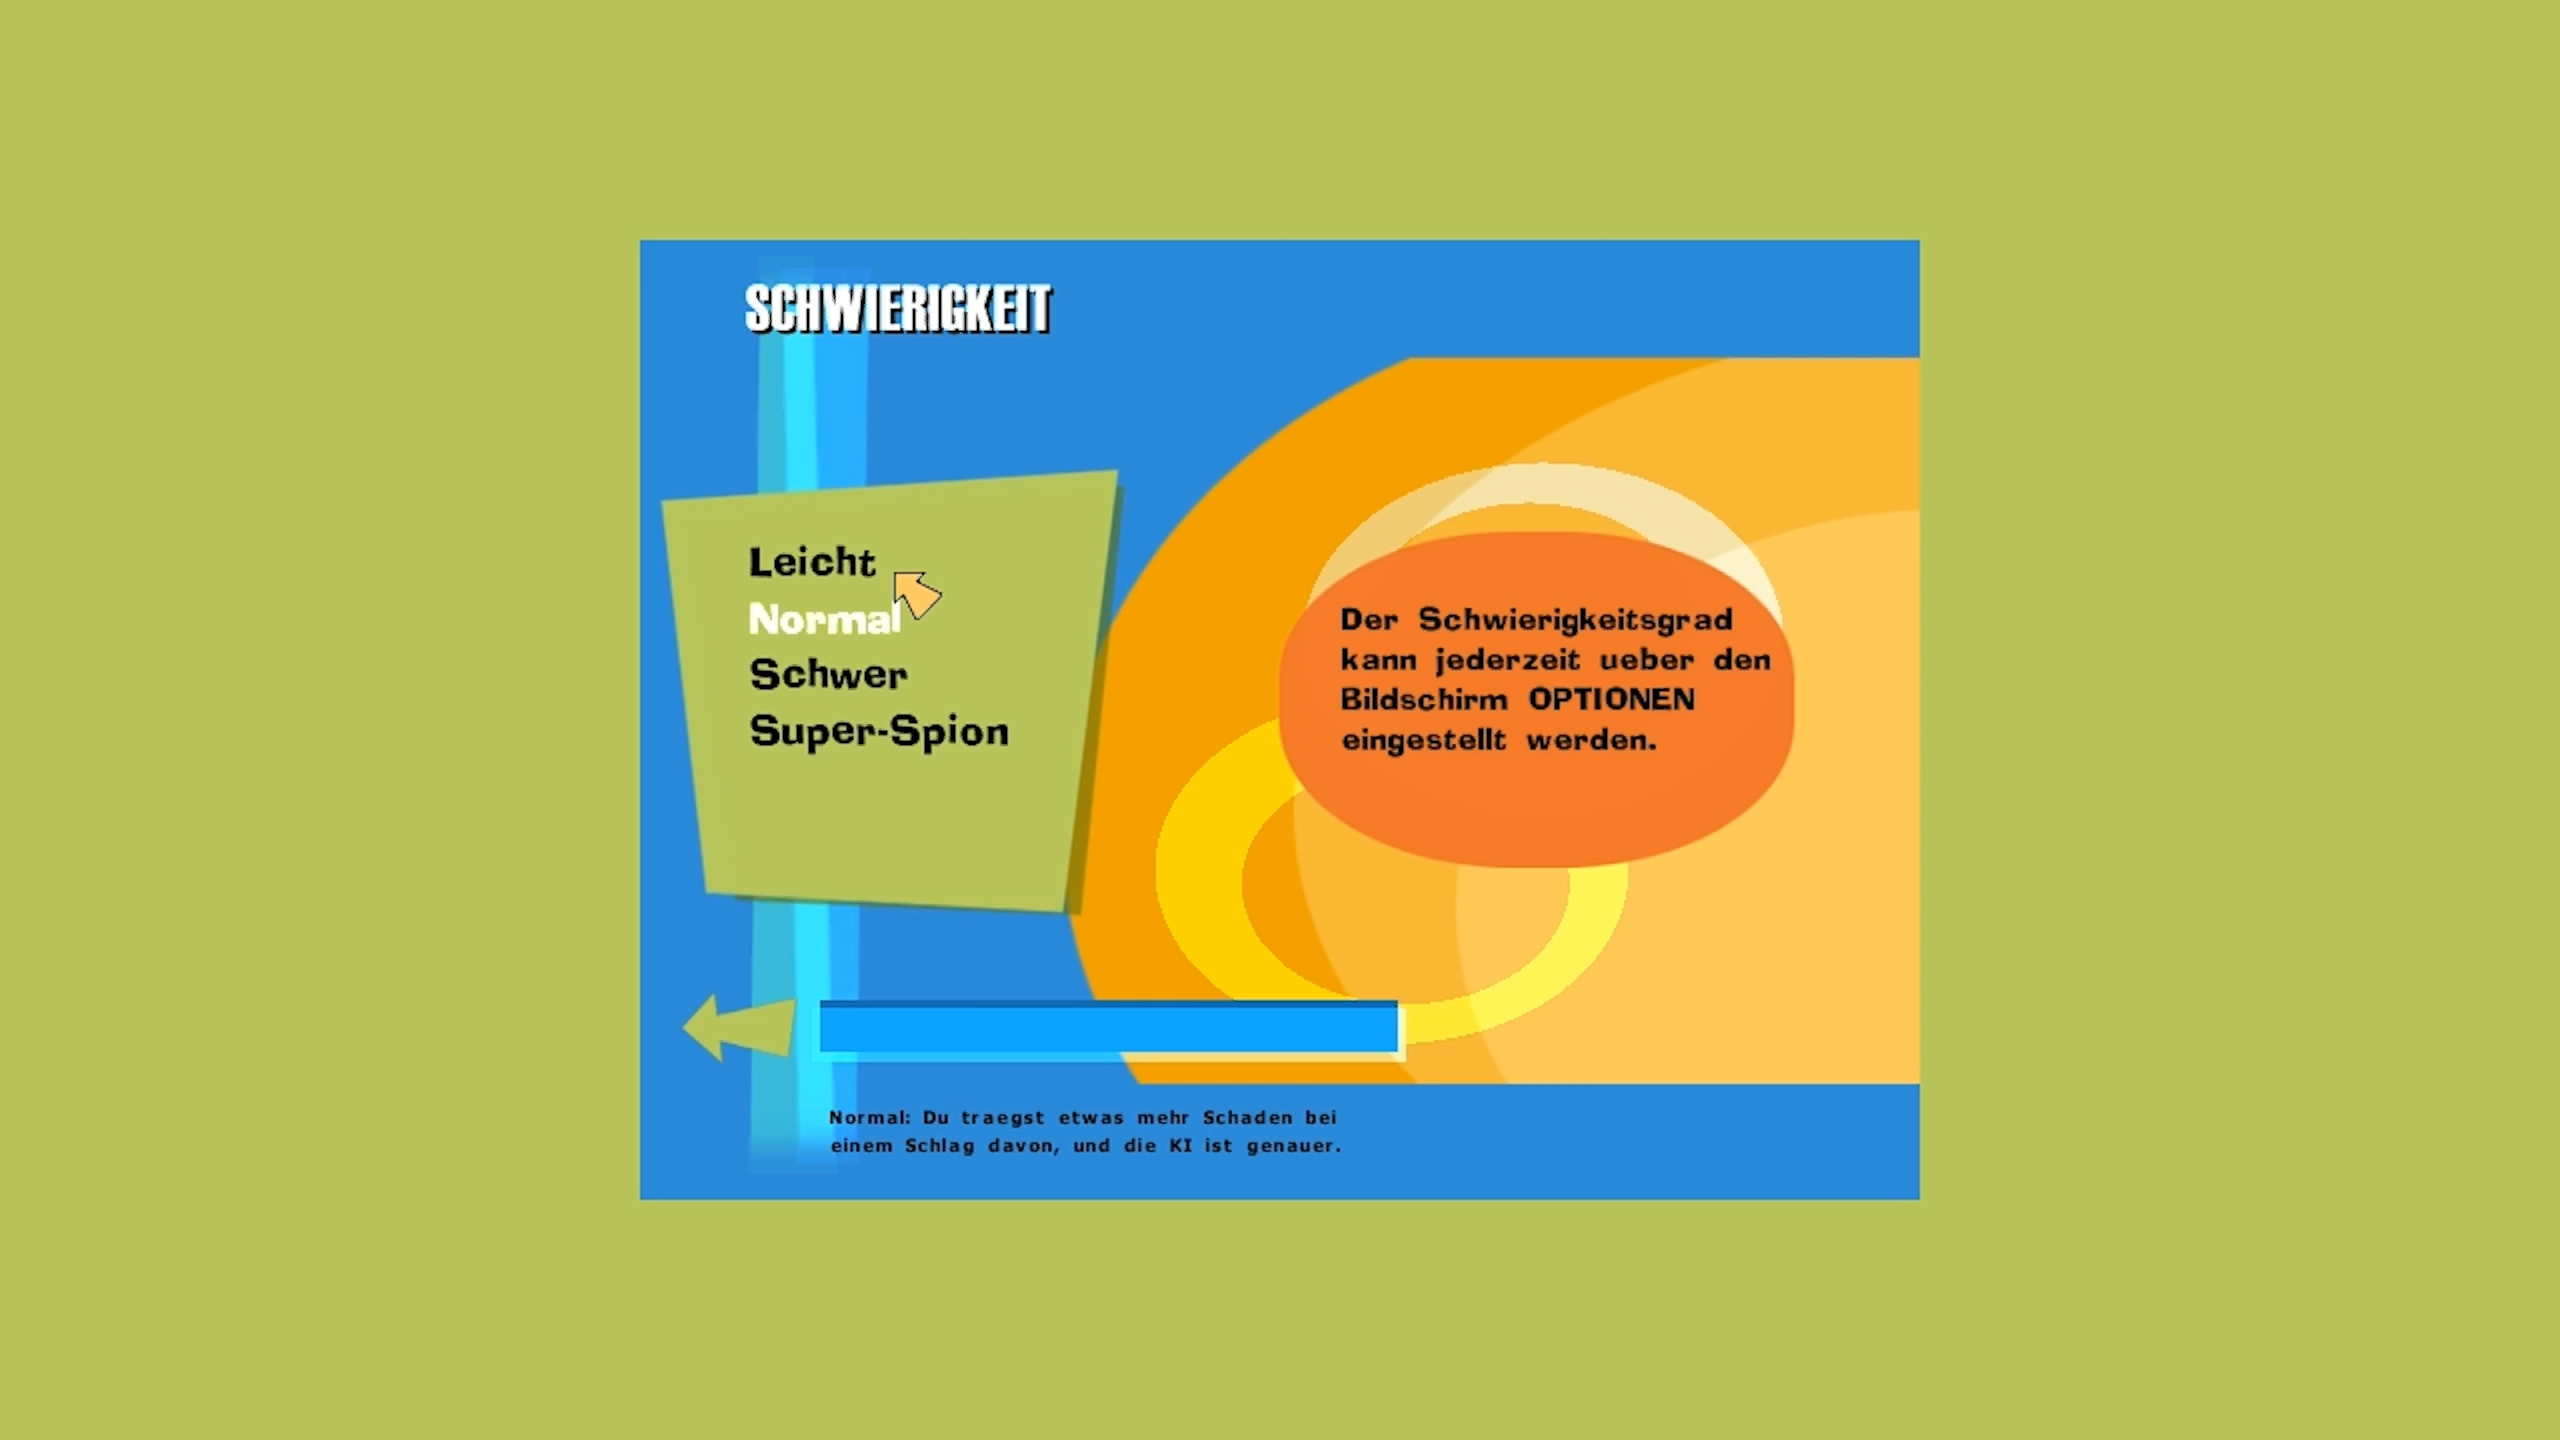 SCHWIERIGKEIT
Leicht
Normal
Schwer
Super-Spion
Der Schwierigkeitsgrad
kann jederzeit ueber den
Bildschirm OPTIONEN
eingestellt werden.
Normal: Du traegst etwas mehr Schaden bei
einem Schlag davon, und die KI ist genauer.